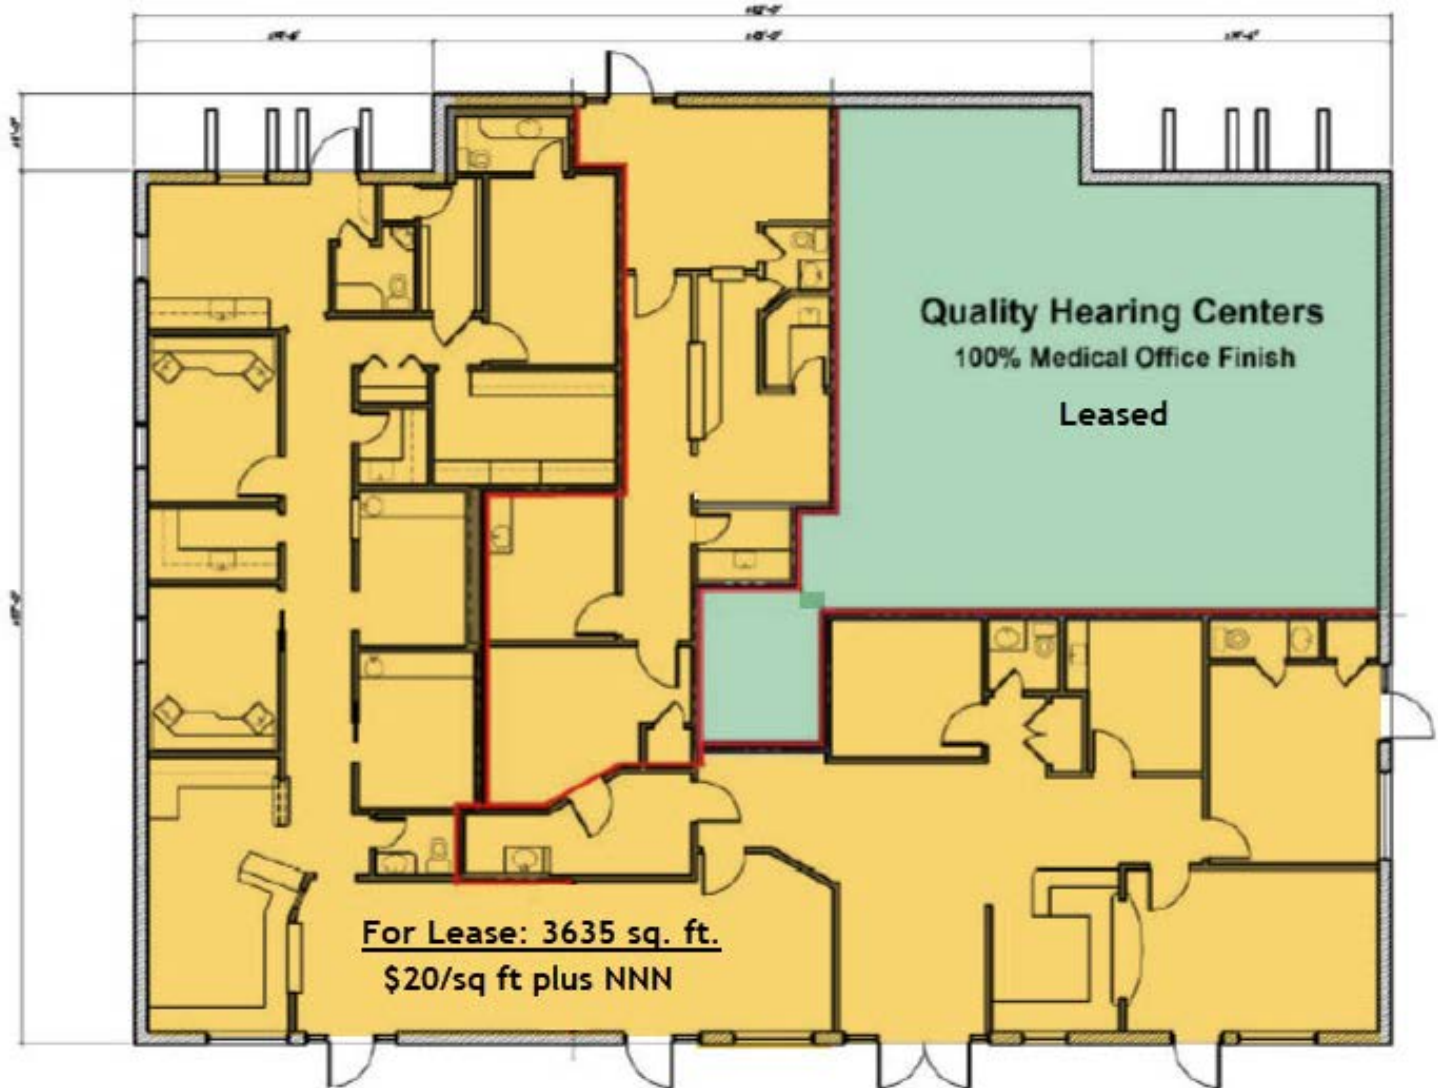 Quality Hearing Centers
100% Medical Office Finish
Leased
For Lease: 3635 sq. ft.
$20/sq ft plus NNN